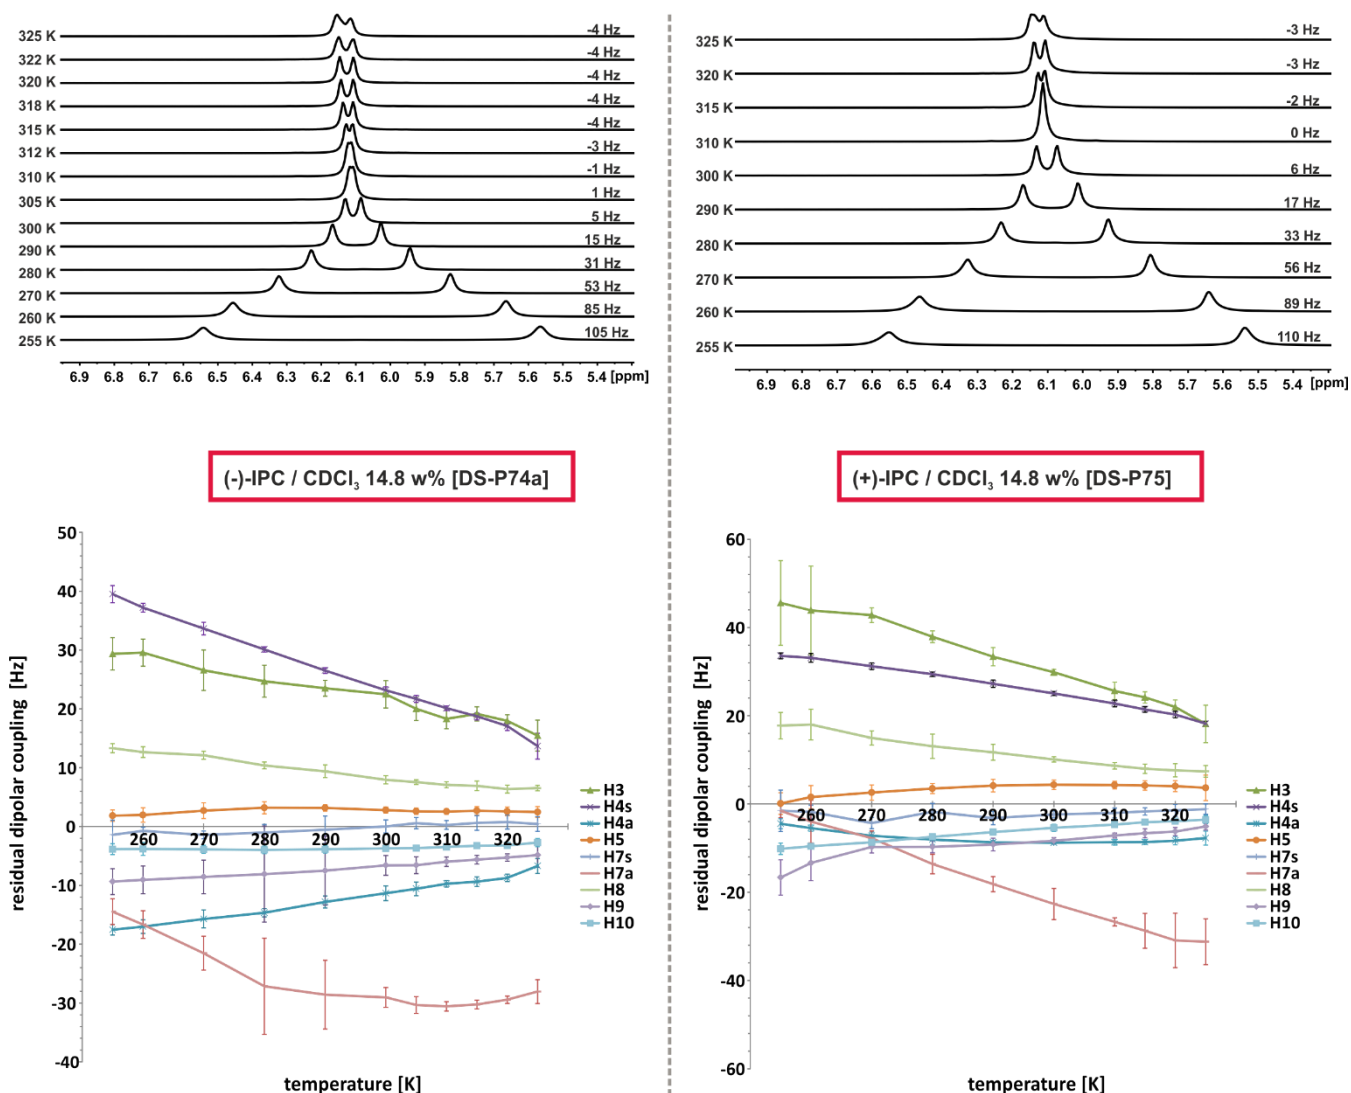 325 K -4 Hz
322 K -4 Hz
320 K -4 Hz
318 K -4 Hz
315 K -4 Hz
312 K -3 Hz
310 K -1 Hz
305 K 1 Hz
300 K 5 Hz
290 K 15 Hz
280 K 31 Hz
270 K 53 Hz
260 K 85 Hz
255 K 105 Hz
6.9 6.8 6.7 6.6 6.5 6.4 6.3 6.2 6.1 6.0 5.9 5.8 5.7 5.6 5.5 5.4 [ppm]
325 K -3 Hz
320 K -3 Hz
315 K -2 Hz
310 K 0 Hz
300 K 6 Hz
290 K 17 Hz
280 K 33 Hz
270 K 56 Hz
260 K 89 Hz
255 K 110 Hz
6.9 6.8 6.7 6.6 6.5 6.4 6.3 6.2 6.1 6.0 5.9 5.8 5.7 5.6 5.5 5.4 [ppm]
(-)-IPC / CDCl₃ 14.8 w% [DS-P74a]
(+)-IPC / CDCl₃ 14.8 w% [DS-P75]
residual dipolar coupling [Hz]
50
40
30
20
10
0
-10
-20
-30
-40
260 270 280 290 300 310 320
temperature [K]
H3
H4s
H4a
H5
H7s
H7a
H8
H9
H10
residual dipolar coupling [Hz]
60
40
20
0
-20
-40
-60
260 270 280 290 300 310 320
temperature [K]
H3
H4s
H4a
H5
H7s
H7a
H8
H9
H10